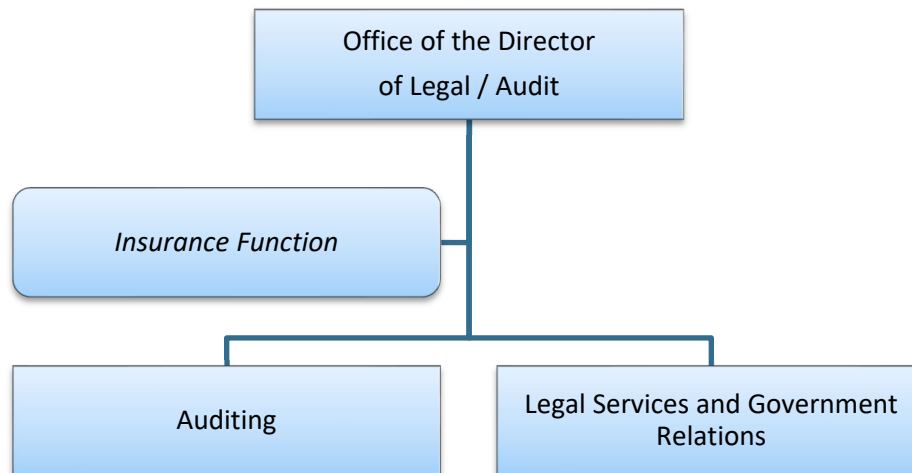 Office of the Director
of Legal / Audit
Insurance Function
Auditing
Legal Services and Government
Relations